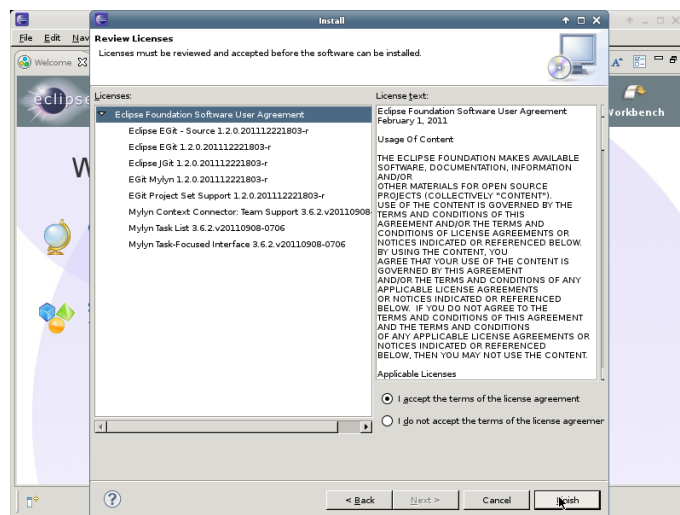 Install
File Edit Nav
Review Licenses
Licenses must be reviewed and accepted before the software can be installed.
Welcome
eclipse
Workbench
W
Licenses:
Eclipse Foundation Software User Agreement
Eclipse EGit - Source 1.2.0.201112221803-r
Eclipse EGit 1.2.0.201112221803-r
Eclipse JGit 1.2.0.201112221803-r
EGit Mylyn 1.2.0.201112221803-r
EGit Project Set Support 1.2.0.201112221803-r
Mylyn Context Connector: Team Support 3.6.2.v20110908-
Mylyn Task List 3.6.2.v20110908-0706
Mylyn Task-Focused Interface 3.6.2.v20110908-0706
License text:
Eclipse Foundation Software User Agreement
February 1, 2011
Usage Of Content
THE ECLIPSE FOUNDATION MAKES AVAILABLE
SOFTWARE, DOCUMENTATION, INFORMATION
AND/OR
OTHER MATERIALS FOR OPEN SOURCE
PROJECTS (COLLECTIVELY "CONTENT").
USE OF THE CONTENT IS GOVERNED BY THE
TERMS AND CONDITIONS OF THIS
AGREEMENT AND/OR THE TERMS AND
CONDITIONS OF LICENSE AGREEMENTS OR
NOTICES INDICATED OR REFERENCED BELOW.
BY USING THE CONTENT, YOU
AGREE THAT YOUR USE OF THE CONTENT IS
GOVERNED BY THIS AGREEMENT
AND/OR THE TERMS AND CONDITIONS OF ANY
APPLICABLE LICENSE AGREEMENTS
OR NOTICES INDICATED OR REFERENCED
BELOW. IF YOU DO NOT AGREE TO THE
TERMS AND CONDITIONS OF THIS AGREEMENT
AND THE TERMS AND CONDITIONS
OF ANY APPLICABLE LICENSE AGREEMENTS OR
NOTICES INDICATED OR REFERENCED
BELOW, THEN YOU MAY NOT USE THE CONTENT.
Applicable Licenses
I accept the terms of the license agreement
I do not accept the terms of the license agreemer
< Back
Next >
Cancel
Finish